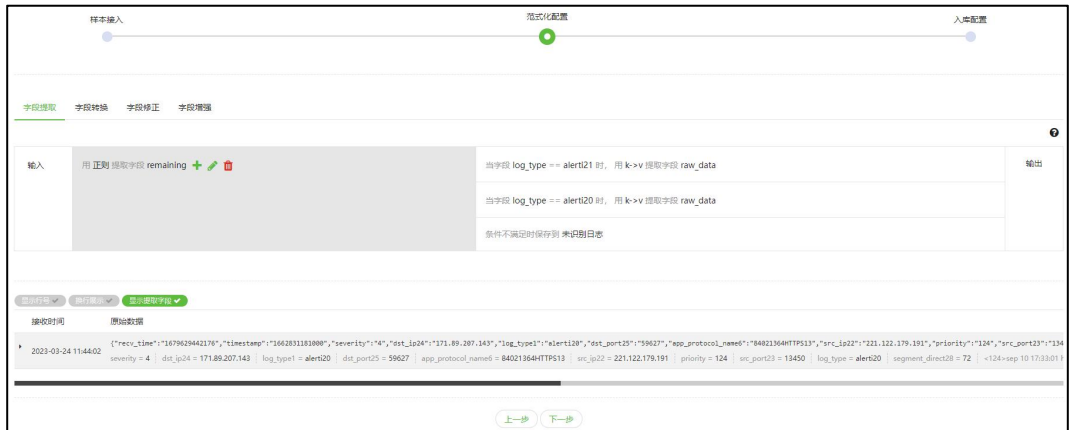 样本接入 范式化配置 入库配置
字段提取 字段转换 字段修正 字段增强
输入 用 正则 提取字段 remaining 当字段 log_type == alertl21 时， 用 k->v 提取字段 raw_data 输出
当字段 log_type == alertl20 时， 用 k->v 提取字段 raw_data
条件不满足时保存到 未识别日志
显示行号 换行展示 显示提取字段
接收时间 原始数据
2023-03-24 11:44:02 {"recv_time":"1679629442176","timestamp":"1662831181000","severity":"4","dst_ip24":"171.89.207.143","log_type1":"alerti20","dst_port25":"59627","app_protocol_name6":"84021364HTTPS13","src_ip22":"221.122.179.191","priority":"124","src_port23":"134
severity = 4 dst_ip24 = 171.89.207.143 log_type1 = alerti20 dst_port25 = 59627 app_protocol_name6 = 84021364HTTPS13 src_ip22 = 221.122.179.191 priority = 124 src_port23 = 13450 log_type = alerti20 segment_direct28 = 72 <124>sep 10 17:33:01
上一步 下一步